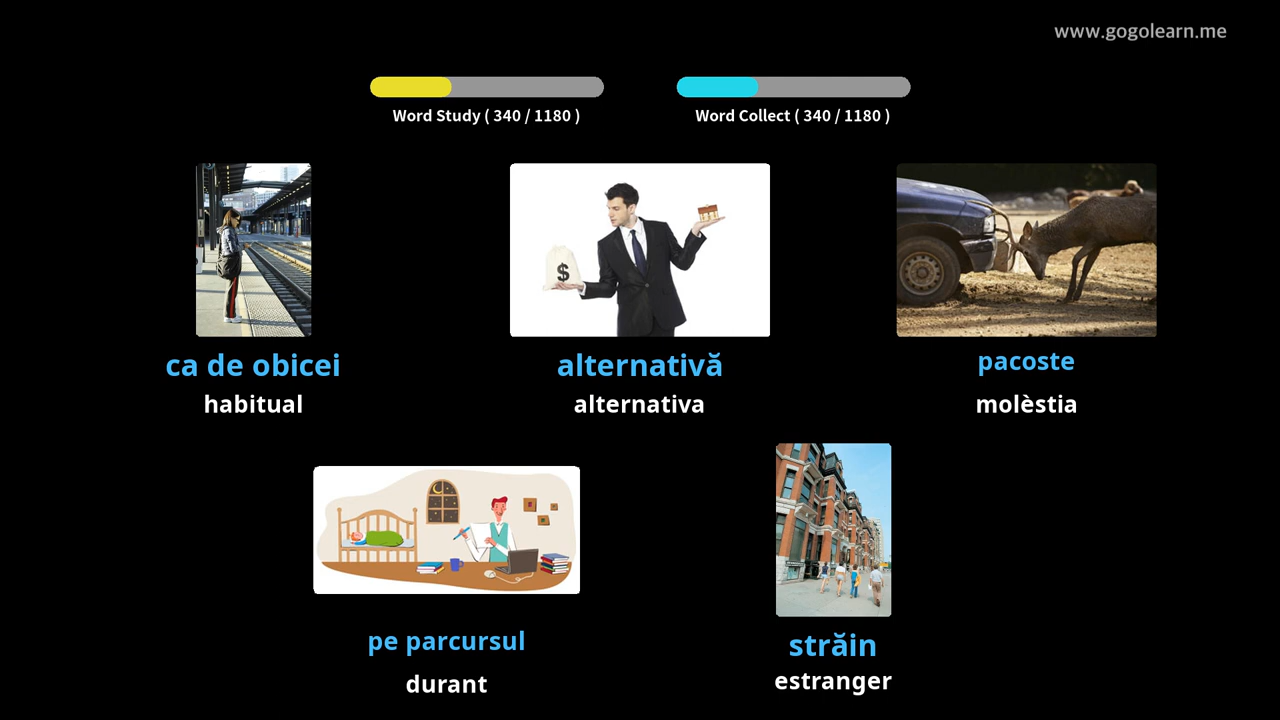 www.gogolearn.me
Word Study ( 340 / 1180 )
Word Collect ( 340 / 1180 )
$
ca de obicei
habitual
alternativă
alternativa
pacoste
molèstia
pe parcursul
durant
străin
estranger